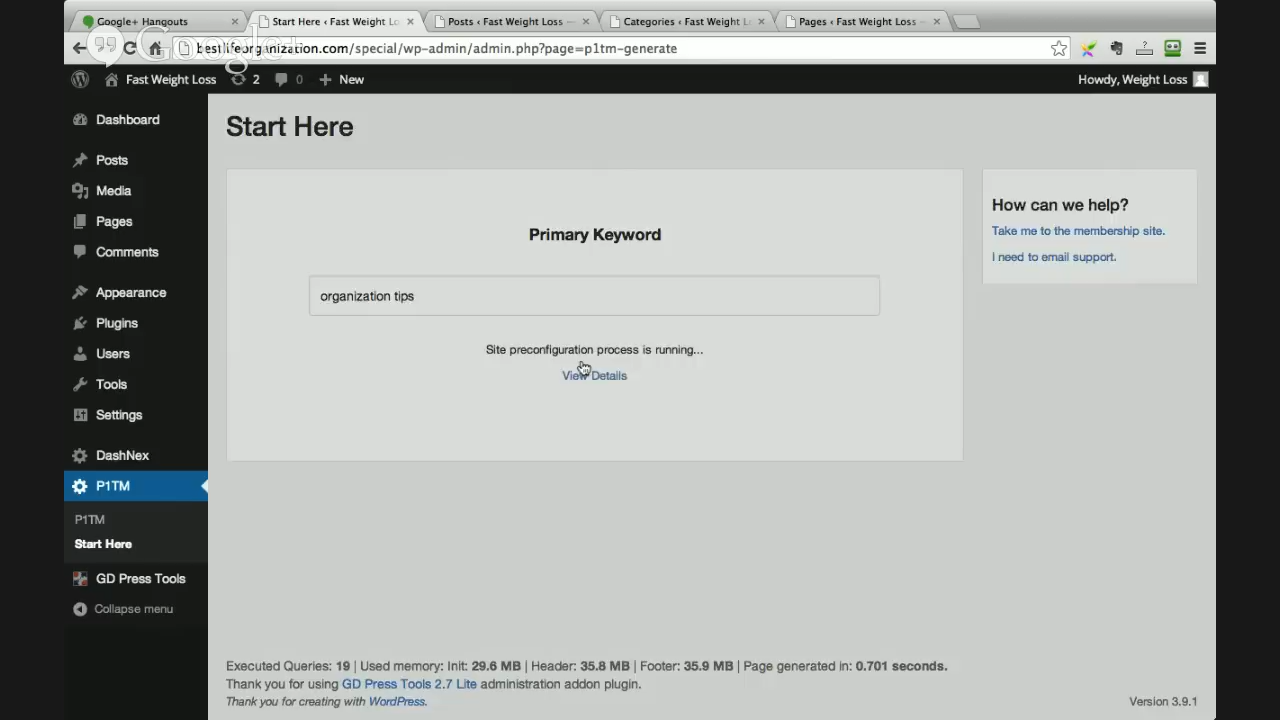 Google+ Hangouts
Start Here ‹ Fast Weight Lo
Posts ‹ Fast Weight Loss —
Categories ‹ Fast Weight L
Pages ‹ Fast Weight Loss —
Google+
bestlifeorganization.com/special/wp-admin/admin.php?page=p1tm-generate
Fast Weight Loss 2 0 + New
Howdy, Weight Loss
Dashboard
Posts
Media
Pages
Comments
Appearance
Plugins
Users
Tools
Settings
DashNex
P1TM
P1TM
Start Here
GD Press Tools
Collapse menu
Start Here
Primary Keyword
organization tips
Site preconfiguration process is running...
View Details
How can we help?
Take me to the membership site.
I need to email support.
Executed Queries: 19 | Used memory: Init: 29.6 MB | Header: 35.8 MB | Footer: 35.9 MB | Page generated in: 0.701 seconds.
Thank you for using GD Press Tools 2.7 Lite administration addon plugin.
Thank you for creating with WordPress.
Version 3.9.1